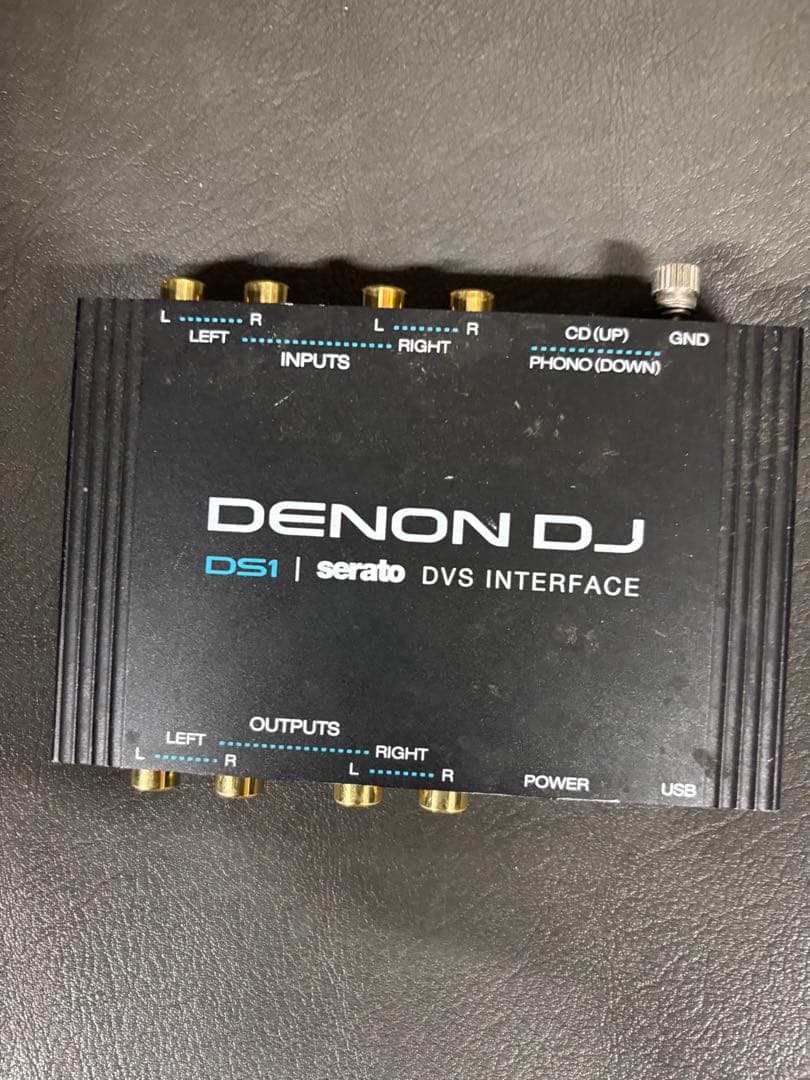 L R L R
LEFT RIGHT
INPUTS
CD (UP)
PHONO (DOWN)
GND
DENON DJ
DS1 | serato DVS INTERFACE
OUTPUTS
LEFT RIGHT
L R L R
POWER
USB